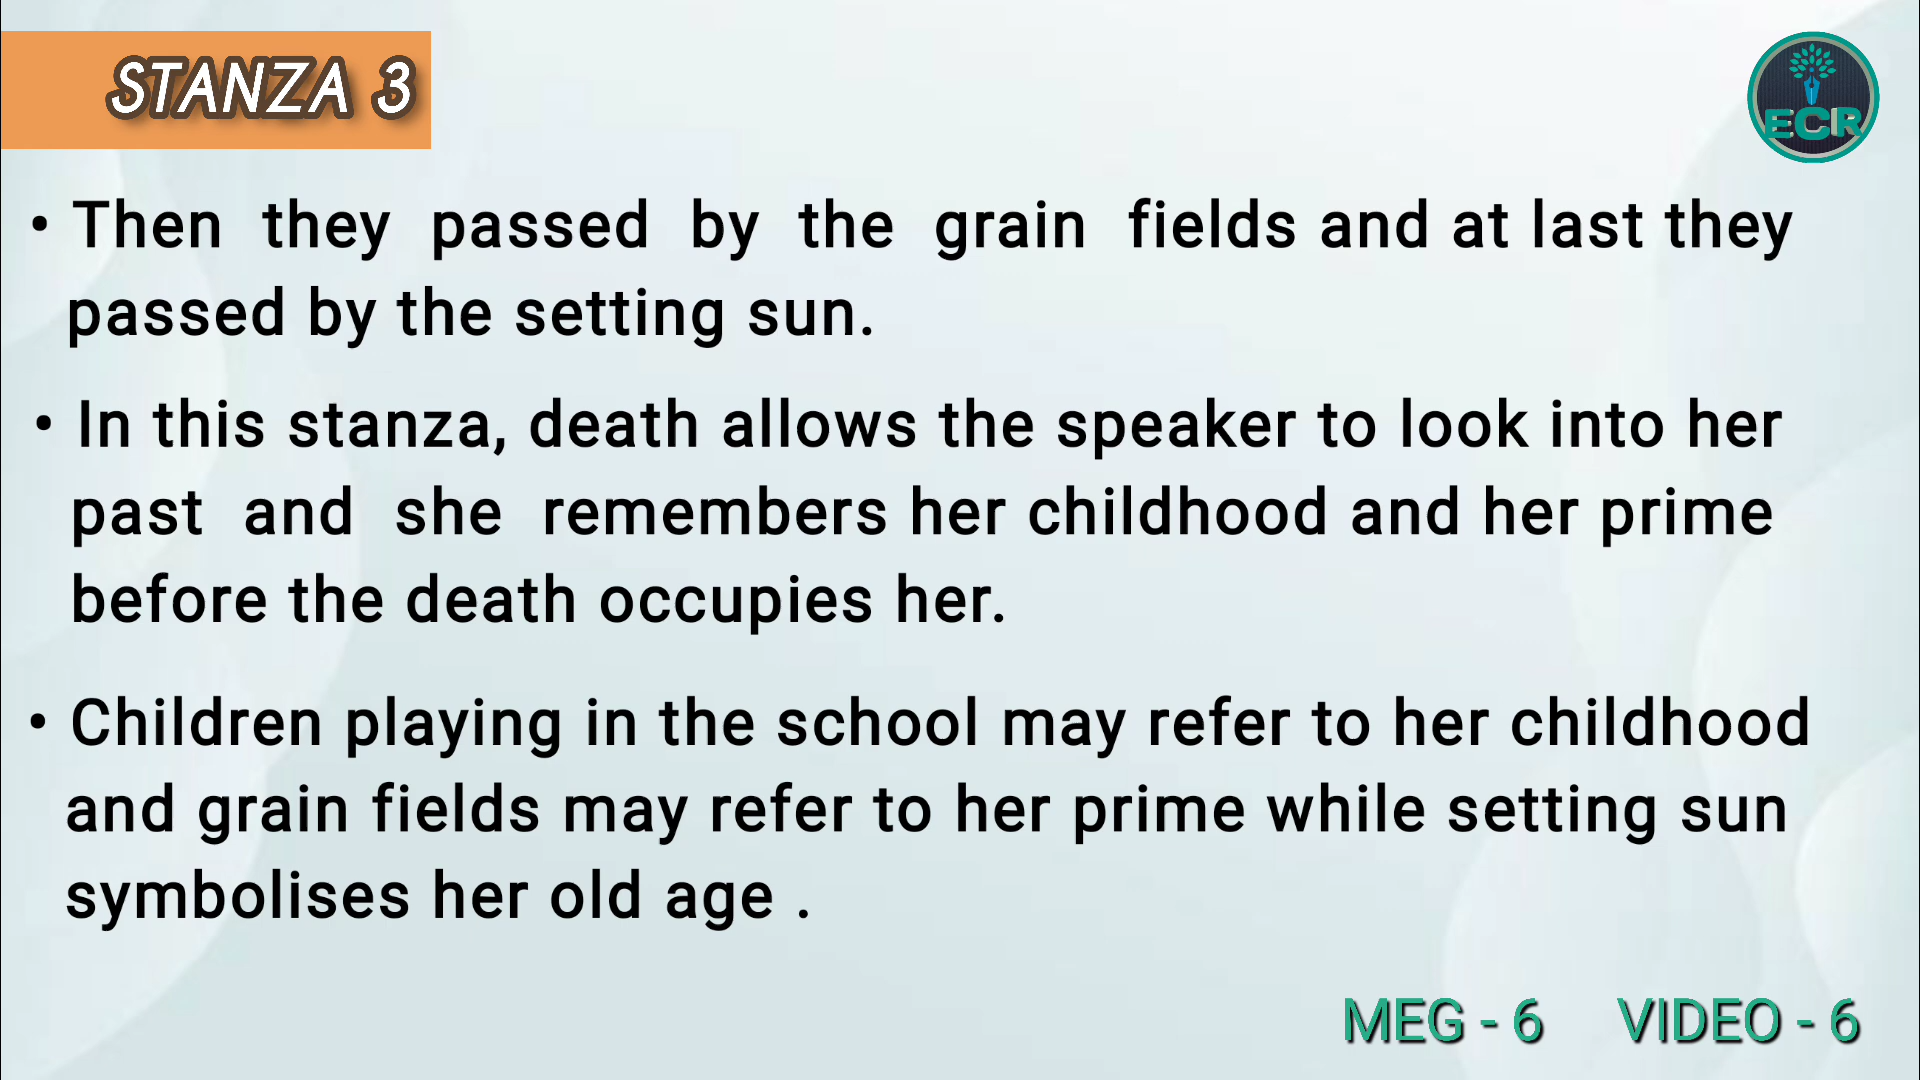 STANZA 3
ECR
• Then they passed by the grain fields and at last they
passed by the setting sun.
• In this stanza, death allows the speaker to look into her
past and she remembers her childhood and her prime
before the death occupies her.
• Children playing in the school may refer to her childhood
and grain fields may refer to her prime while setting sun
symbolises her old age .
MEG - 6 VIDEO - 6